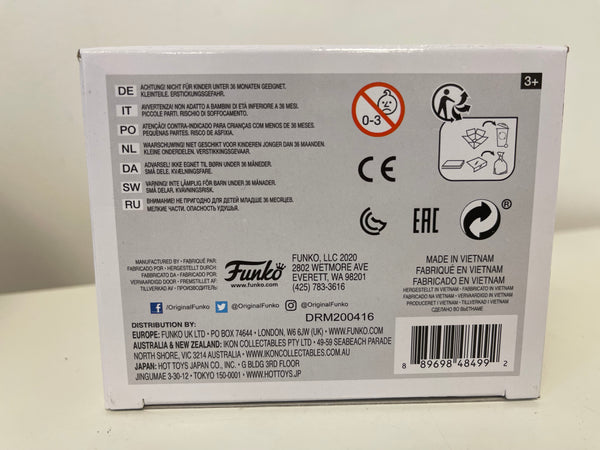 3+
DE ACHTUNG! NICHT FÜR KINDER UNTER 36 MONATEN GEEIGNET.
KLEINTEILE. ERSTICKUNGSGEFAHR.
IT AVVERTENZA! NON ADATTO A BAMBINI DI ETÀ INFERIORE A 36 MESI.
PICCOLE PARTI. RISCHIO DI SOFFOCAMENTO.
PO ATENÇÃO! CONTRA-INDICADO PARA CRIANÇAS COM MENOS DE 36 MESES.
PEQUENAS PARTES. RISCO DE ASFIXIA.
NL WAARSCHUWING! NIET GESCHIKT VOOR KINDEREN JONGER DAN 36 MAANDEN.
KLEINE ONDERDELEN. VERSTIKKINGSGEVAAR.
DA ADVARSEL! IKKE EGNET TIL BØRN UNDER 36 MÅNEDER.
SMÅ DELE. KVÆLNINGSFARE.
SW VARNING! INTE LÄMPLIG FÖR BARN UNDER 36 MÅNADER.
SMÅ DELAR. KVÄVNINGSRISK.
RU ВНИМАНИЕ! НЕ ПРИГОДНО ДЛЯ ДЕТЕЙ МЛАДШЕ 36 МЕСЯЦЕВ.
МЕЛКИЕ ЧАСТИ. ОПАСНОСТЬ УДУШЬЯ.
0-3
CE
EAC
®
MANUFACTURED BY • FABRIQUÉ PAR:
FABRICADO POR • HERGESTELLT DURCH:
FABBRICATO DA • FABRICADO POR:
VERVAARDIGD DOOR • FREMSTILLET AF:
TILLVERKAD AV • ПРОИЗВОДИТЕЛЬ:
Funko
www.funko.com
FUNKO, LLC 2020
2802 WETMORE AVE
EVERETT, WA 98201
(425) 783-3616
MADE IN VIETNAM
FABRIQUÉ EN VIETNAM
FABRICADO EN VIETNAM
HERGESTELLT IN VIETNAM • FABRICADO IN VIETNAM
FABRICADO NA VIETNAM • VERVAARDIGD IN VIETNAM
PRODUCERET I VIETNAM • TILLVERKAD I VIETNAM
СДЕЛАНО ВО ВЬЕТНАМЕ
/OriginalFunko @OriginalFunko @OriginalFunko
DRM200416
DISTRIBUTION BY:
EUROPE: FUNKO UK LTD • PO BOX 74644 • LONDON, W6 6JW (UK) • WWW.FUNKO.COM
AUSTRALIA & NEW ZEALAND: IKON COLLECTABLES PTY LTD • 49-59 SEABEACH PARADE
NORTH SHORE, VIC 3214 AUSTRALIA • WWW.IKONCOLLECTABLES.COM.AU
JAPAN: HOT TOYS JAPAN CO., INC. • G BLDG 3RD FLOOR
JINGUMAE 3-30-12 • TOKYO 150-0001 • WWW.HOTTOYS.JP
8 89698 48499 2